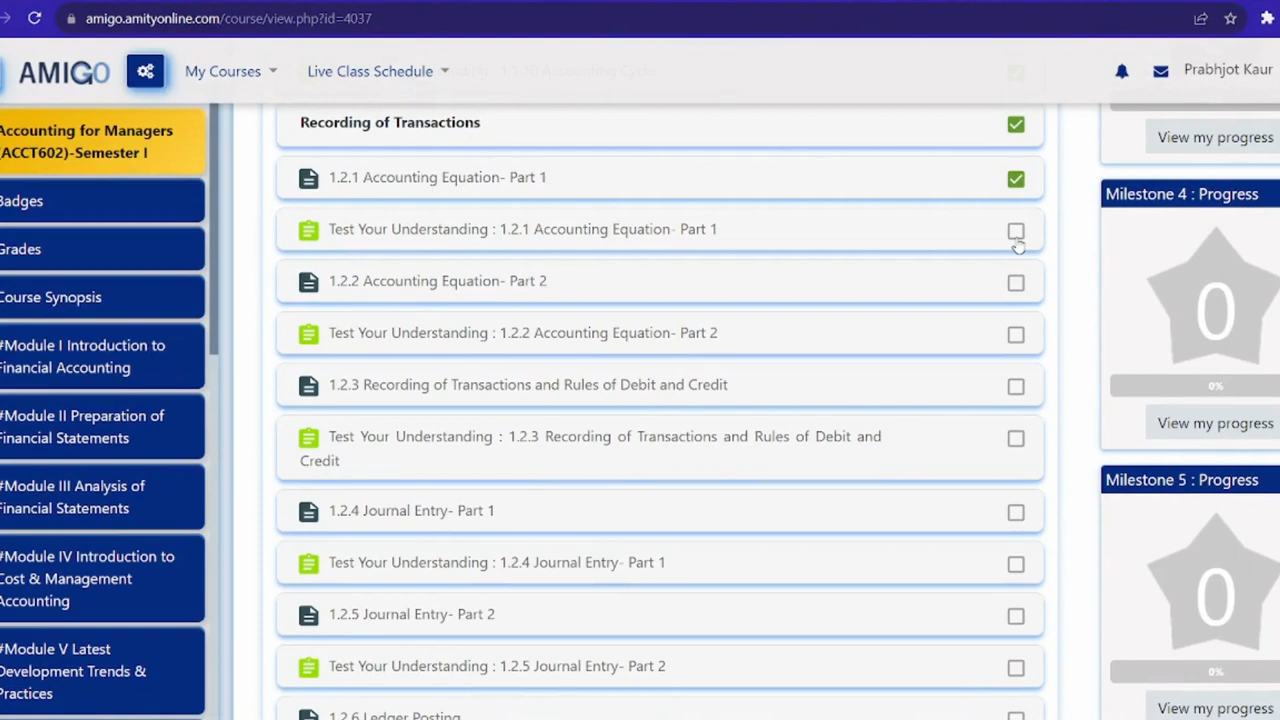 amigo.amityonline.com/course/view.php?id=4037
AMIGO
My Courses
Live Class Schedule
Prabhjot Kaur
Accounting for Managers
(ACCT602)-Semester I
Badges
Grades
Course Synopsis
#Module I Introduction to
Financial Accounting
#Module II Preparation of
Financial Statements
#Module III Analysis of
Financial Statements
#Module IV Introduction to
Cost & Management
Accounting
#Module V Latest
Development Trends &
Practices
Recording of Transactions
1.2.1 Accounting Equation- Part 1
Test Your Understanding : 1.2.1 Accounting Equation- Part 1
1.2.2 Accounting Equation- Part 2
Test Your Understanding : 1.2.2 Accounting Equation- Part 2
1.2.3 Recording of Transactions and Rules of Debit and Credit
Test Your Understanding : 1.2.3 Recording of Transactions and Rules of Debit and
Credit
1.2.4 Journal Entry- Part 1
Test Your Understanding : 1.2.4 Journal Entry- Part 1
1.2.5 Journal Entry- Part 2
Test Your Understanding : 1.2.5 Journal Entry- Part 2
1.2.6 Ledger Posting
View my progress
Milestone 4 : Progress
0
0%
View my progress
Milestone 5 : Progress
0
0%
View my progress